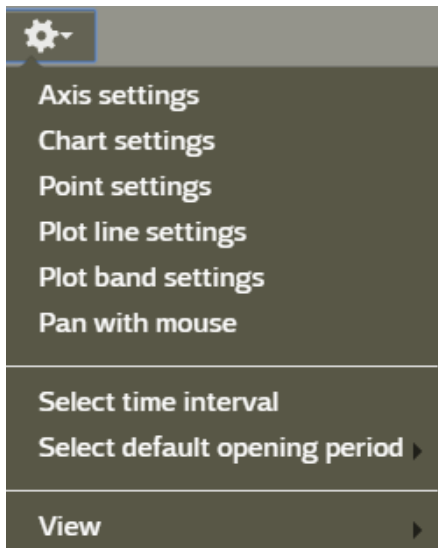 Axis settings
Chart settings
Point settings
Plot line settings
Plot band settings
Pan with mouse
Select time interval
Select default opening period
View